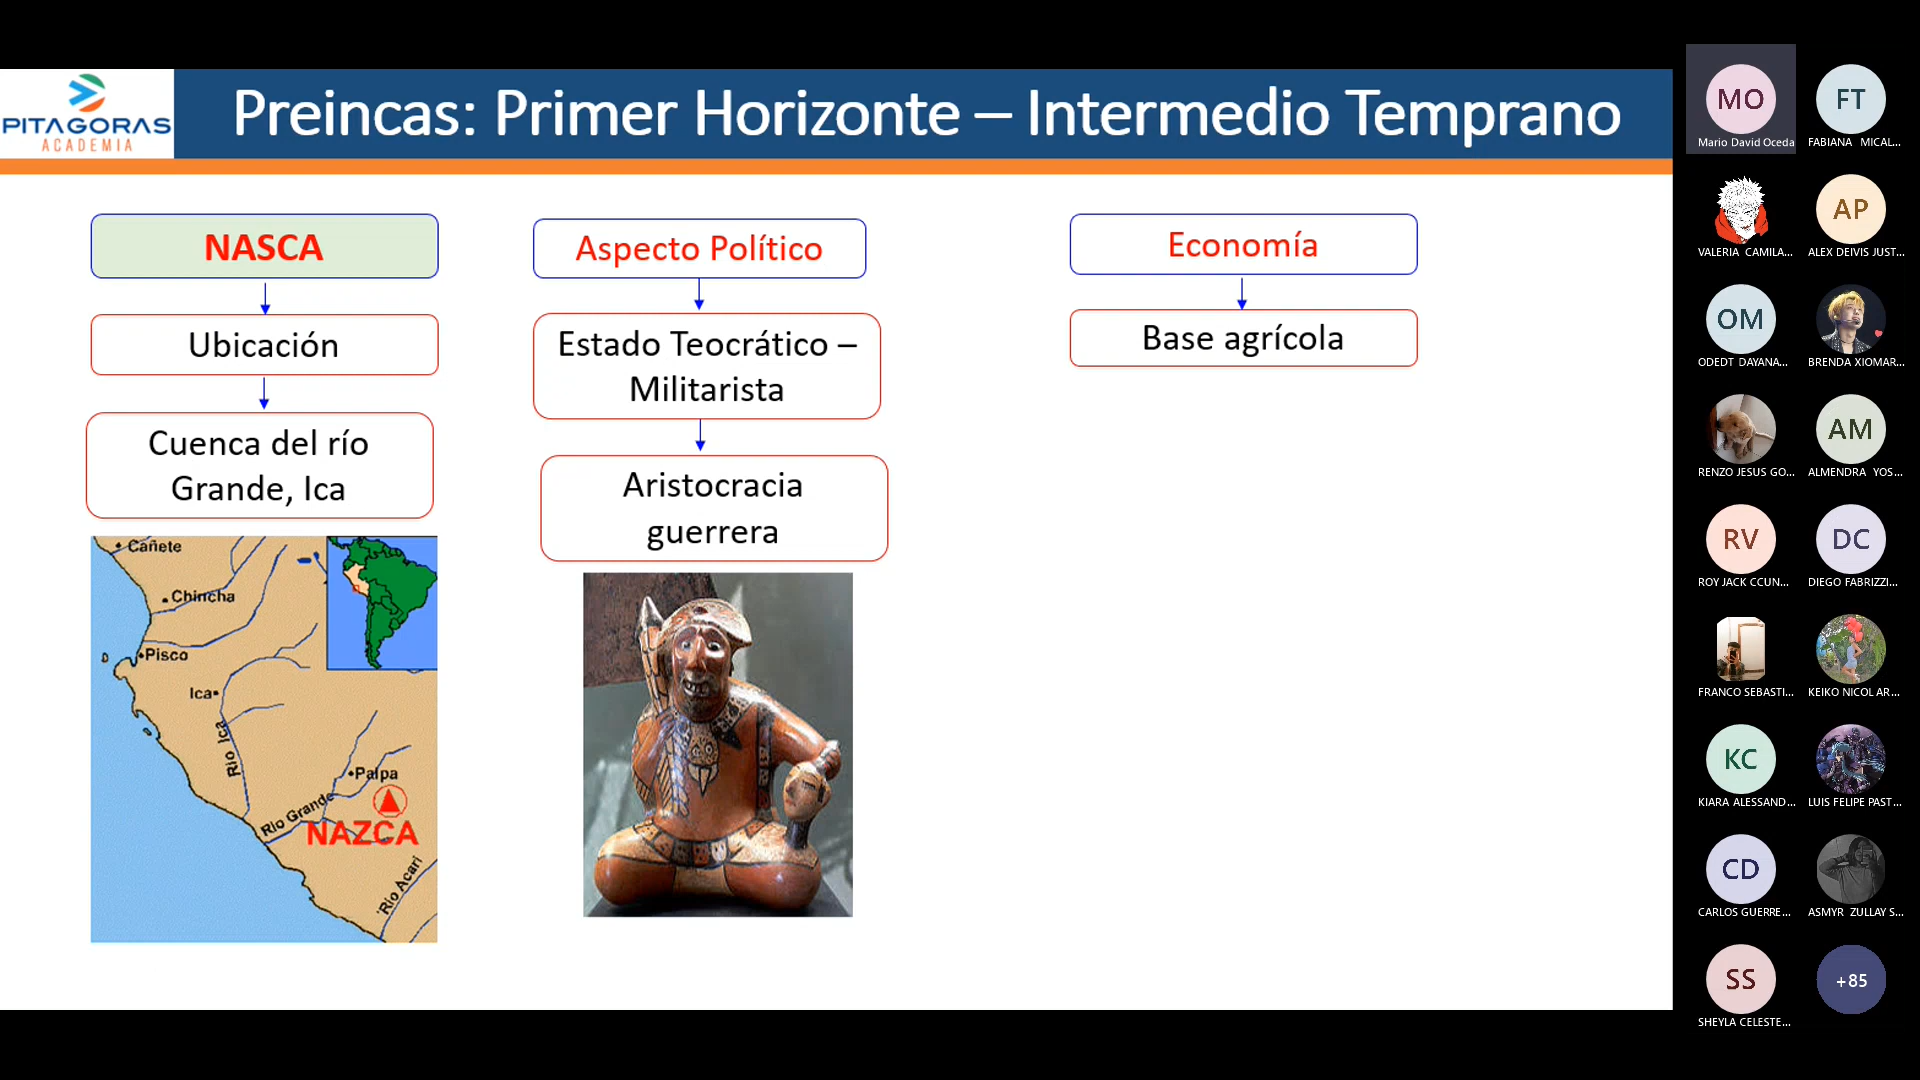 PITAGORAS
ACADEMIA
Preincas: Primer Horizonte – Intermedio Temprano
NASCA
Ubicación
Cuenca del río
Grande, Ica
Cañete
Chincha
Pisco
Ica
Río Ica
Palpa
Río Grande
NAZCA
Río Acarí
Aspecto Político
Estado Teocrático –
Militarista
Aristocracia
guerrera
Economía
Base agrícola
MO
Mario David Oceda
FT
FABIANA MICAL...
VALERIA CAMILA...
AP
ALEX DEIVIS JUST...
OM
ODEDT DAYANA...
BRENDA XIOMAR...
RENZO JESUS GO...
AM
ALMENDRA YOS...
RV
ROY JACK CCUN...
DC
DIEGO FABRIZZI...
FRANCO SEBASTI...
KEIKO NICOL AR...
KC
KIARA ALESSAND...
LUIS FELIPE PAST...
CD
CARLOS GUERRE...
ASMYR ZULLAY S...
SS
SHEYLA CELESTE...
+85